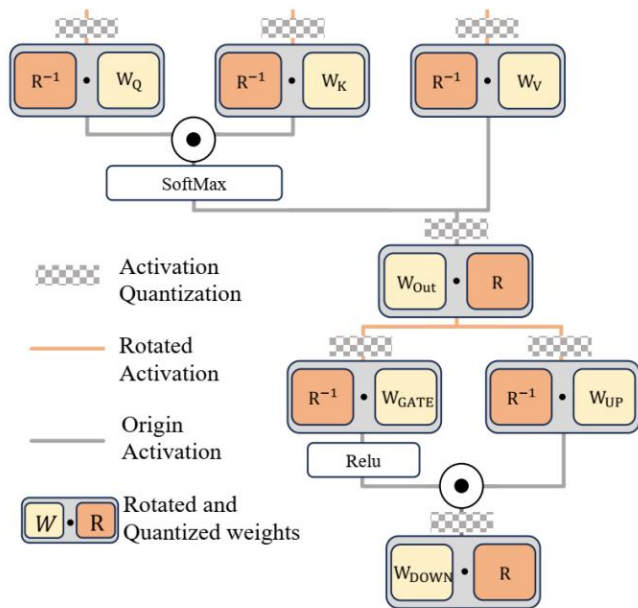 R⁻¹ • W_Q R⁻¹ • W_K R⁻¹ • W_V
SoftMax
Activation
Quantization
W_Out • R
Rotated
Activation
R⁻¹ • W_GATE R⁻¹ • W_UP
Origin
Activation
Relu
W • R
Rotated and
Quantized weights
W_DOWN • R